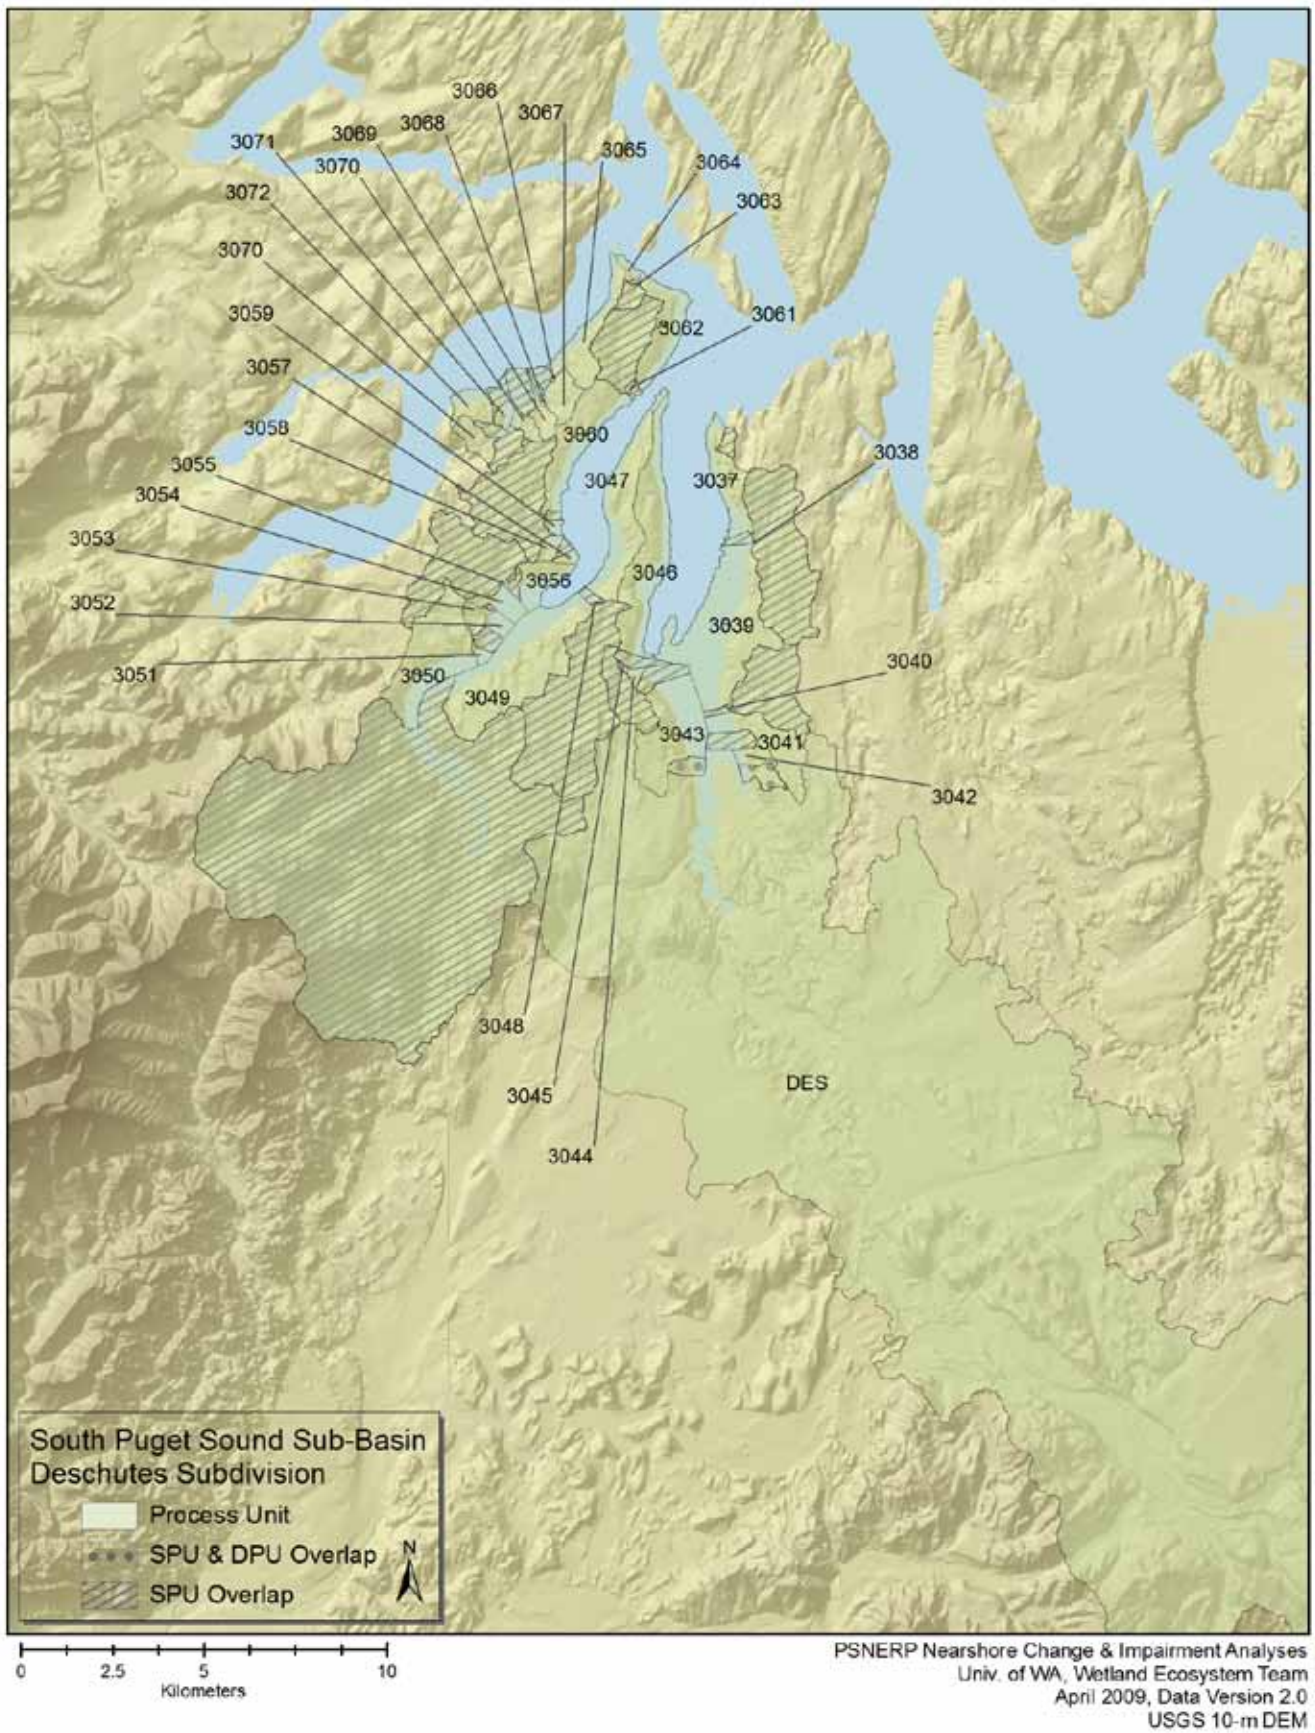 3066
3067
3068
3069
3071
3065
3070
3064
3072
3063
3070
3059
3061
3062
3057
3058
3060
3038
3055
3047
3037
3054
3053
3046
3056
3052
3039
3051
3050
3040
3049
3043
3041
3042
3048
DES
3045
3044
South Puget Sound Sub-Basin
Deschutes Subdivision
Process Unit
SPU & DPU Overlap
N
SPU Overlap
0 2.5 5 10
Kilometers
PSNERP Nearshore Change & Impairment Analyses
Univ. of WA, Wetland Ecosystem Team
April 2009, Data Version 2.0
USGS 10-m DEM